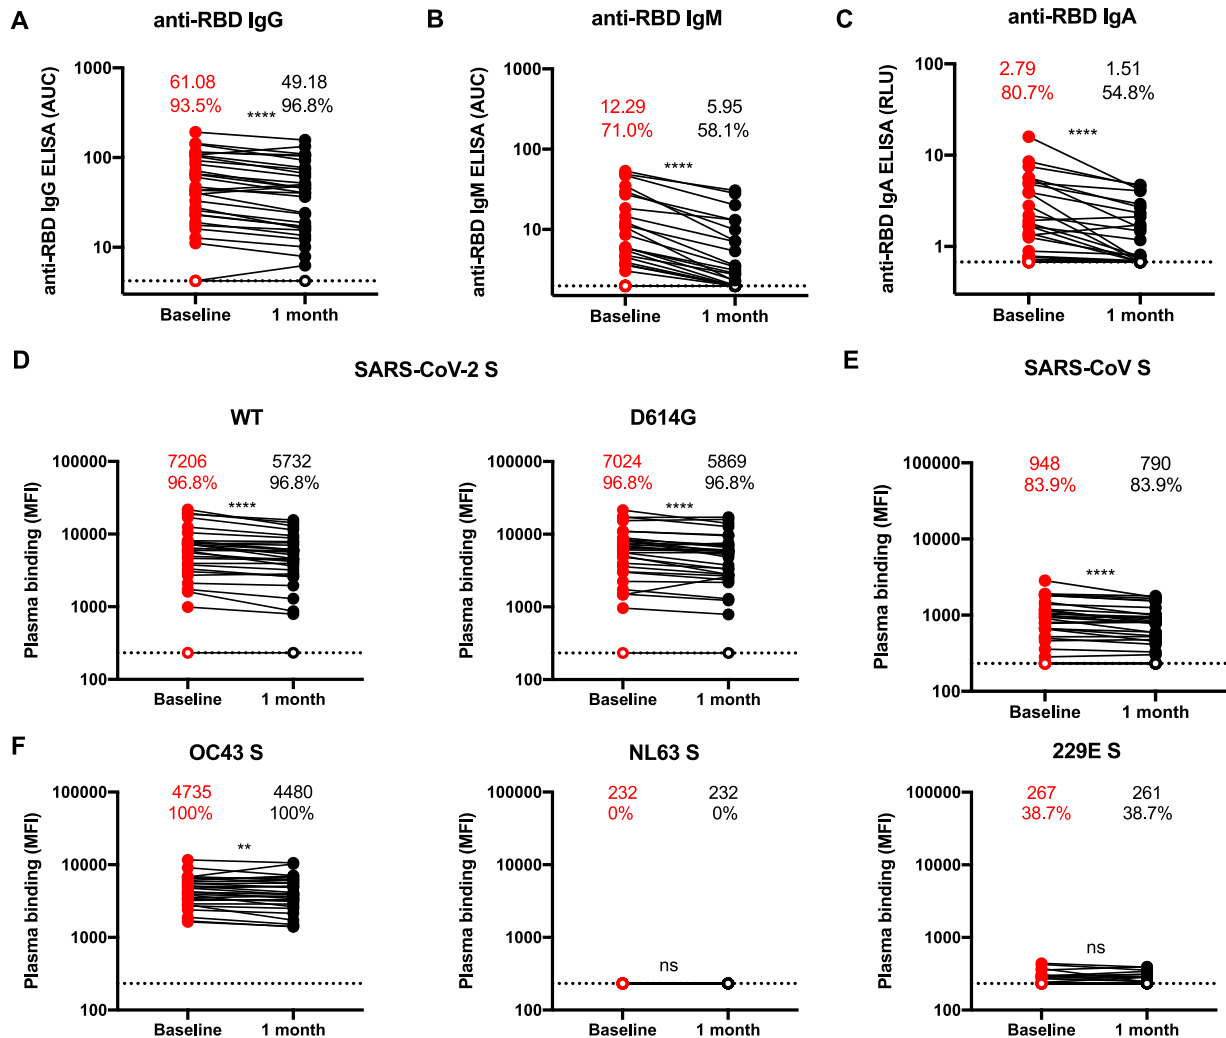 A
anti-RBD IgG
anti-RBD IgG ELISA (AUC)
1000
100
10
61.08
93.5%
49.18
96.8%
****
Baseline
1 month
B
anti-RBD IgM
anti-RBD IgM ELISA (AUC)
1000
100
10
12.29
71.0%
5.95
58.1%
****
Baseline
1 month
C
anti-RBD IgA
anti-RBD IgA ELISA (RLU)
100
10
1
2.79
80.7%
1.51
54.8%
****
Baseline
1 month
D
SARS-CoV-2 S
WT
Plasma binding (MFI)
100000
10000
1000
100
7206
96.8%
5732
96.8%
****
Baseline
1 month
D614G
Plasma binding (MFI)
100000
10000
1000
100
7024
96.8%
5869
96.8%
****
Baseline
1 month
E
SARS-CoV S
Plasma binding (MFI)
100000
10000
1000
100
948
83.9%
790
83.9%
****
Baseline
1 month
F
OC43 S
Plasma binding (MFI)
100000
10000
1000
100
4735
100%
4480
100%
**
Baseline
1 month
NL63 S
Plasma binding (MFI)
100000
10000
1000
100
232
0%
232
0%
ns
Baseline
1 month
229E S
Plasma binding (MFI)
100000
10000
1000
100
267
38.7%
261
38.7%
ns
Baseline
1 month